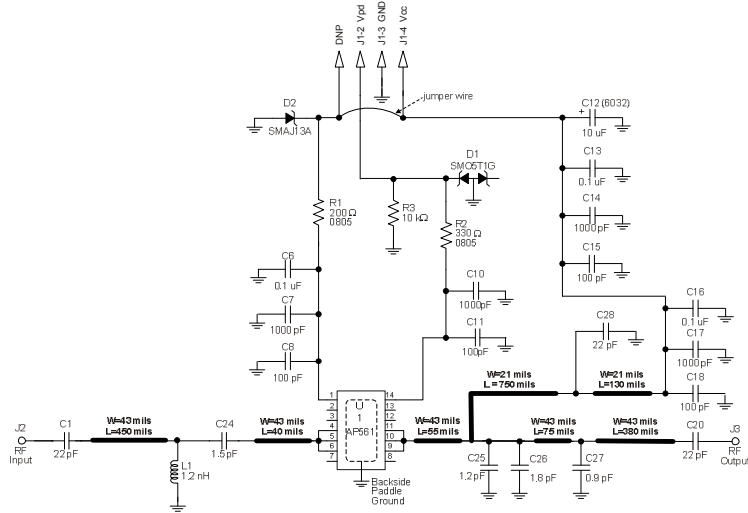 DNP
J1-2 Vpd
J1-3 GND
J1-4 Vcc
jumper wire
D2
SMAJ13A
C12 (6032)
+
10 uF
D1
SM05T1G
C13
0.1 uF
R1
200 Ω
0805
R3
10 kΩ
R2
330 Ω
0805
C14
1000 pF
C15
100 pF
C6
0.1 uF
C10
1000pF
C7
1000 pF
C11
100pF
C28
22 pF
C16
0.1 uF
C17
1000pF
C8
100 pF
W=21 mils
L = 750 mils
W=21 mils
L=130 mils
C18
100 pF
1
2
3
4
5
6
7
14
13
12
11
10
9
8
U
1
AP561
J2
RF
Input
C1
22pF
W=43 mils
L=450 mils
C24
1.5 pF
W=43 mils
L=40 mils
W=43 mils
L=55 mils
W=43 mils
L=75 mils
W=43 mils
L=380 mils
C20
22 pF
J3
RF
Output
L1
1.2 nH
Backside
Paddle
Ground
C25
1.2 pF
C26
1.8 pF
C27
0.9 pF